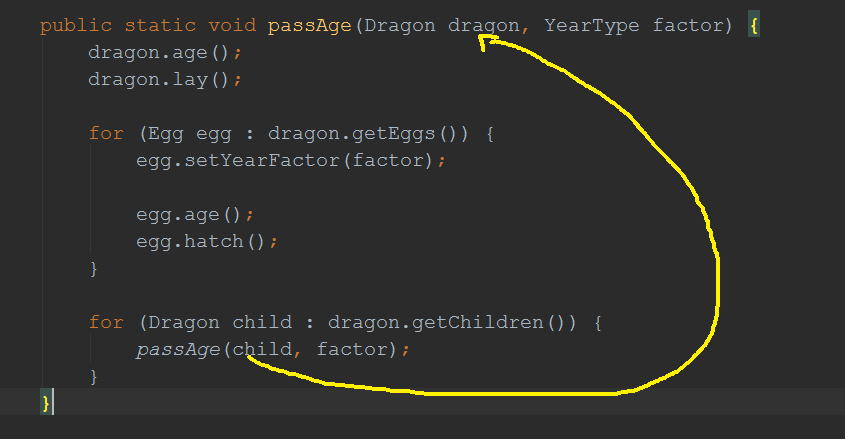 public static void passAge(Dragon dragon, YearType factor) {
dragon.age();
dragon.lay();
for (Egg egg : dragon.getEggs()) {
egg.setYearFactor(factor);
egg.age();
egg.hatch();
}
for (Dragon child : dragon.getChildren()) {
passAge(child, factor);
}
}